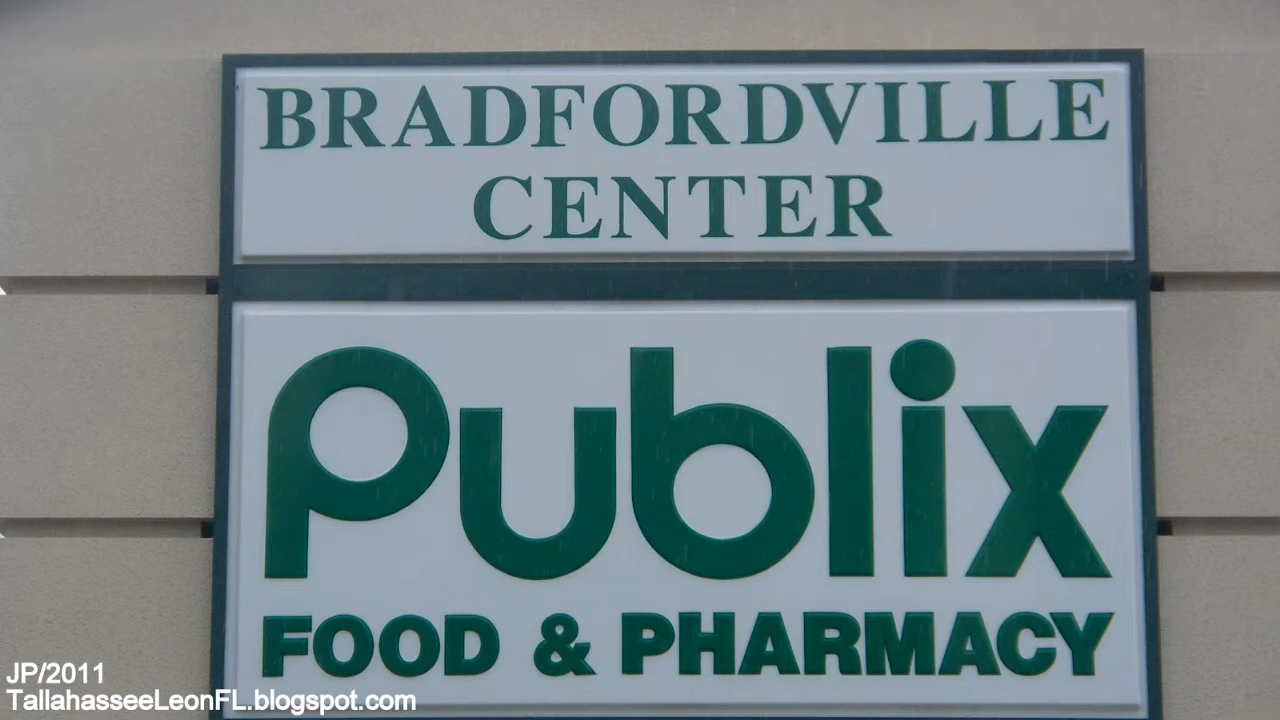 BRADFORDVILLE
CENTER
Publix
FOOD & PHARMACY
JP/2011
TallahasseeLeonFL.blogspot.com